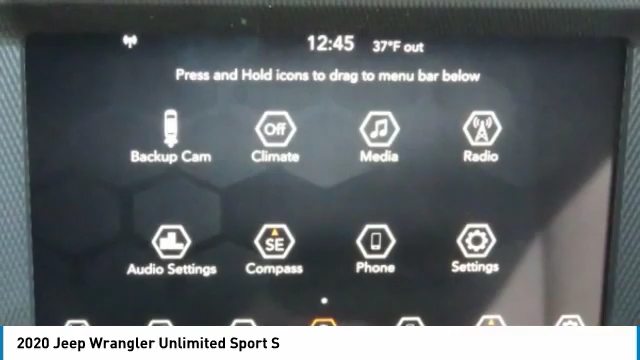 12:45 37°F out
Press and Hold icons to drag to menu bar below
Off
Backup Cam Climate Media Radio
SE
Audio Settings Compass Phone Settings
2020 Jeep Wrangler Unlimited Sport S